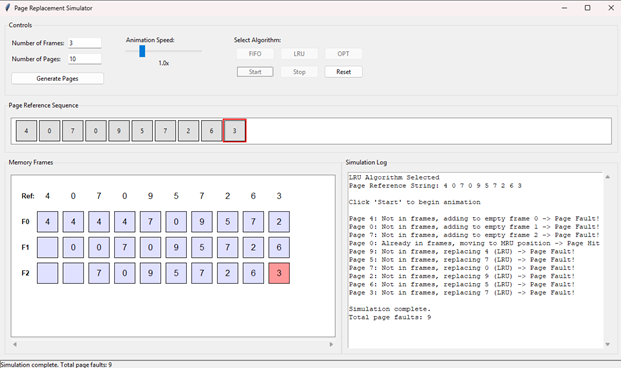 Page Replacement Simulator
Controls
Number of Frames: 3
Number of Pages: 10
Generate Pages
Animation Speed:
1.0x
Select Algorithm:
FIFO LRU OPT
Start Stop Reset
Page Reference Sequence
4 0 7 0 9 5 7 2 6 3
Memory Frames
Ref: 4 0 7 0 9 5 7 2 6 3
F0 4 4 4 4 7 0 9 5 7 2
F1 0 0 7 0 9 5 7 2 6
F2 7 0 9 5 7 2 6 3
Simulation Log
LRU Algorithm Selected
Page Reference String: 4 0 7 0 9 5 7 2 6 3
Click 'Start' to begin animation
Page 4: Not in frames, adding to empty frame 0 -> Page Fault!
Page 0: Not in frames, adding to empty frame 1 -> Page Fault!
Page 7: Not in frames, adding to empty frame 2 -> Page Fault!
Page 0: Already in frames, moving to MRU position -> Page Hit
Page 9: Not in frames, replacing 4 (LRU) -> Page Fault!
Page 5: Not in frames, replacing 7 (LRU) -> Page Fault!
Page 7: Not in frames, replacing 0 (LRU) -> Page Fault!
Page 2: Not in frames, replacing 9 (LRU) -> Page Fault!
Page 6: Not in frames, replacing 5 (LRU) -> Page Fault!
Page 3: Not in frames, replacing 7 (LRU) -> Page Fault!
Simulation complete.
Total page faults: 9
Simulation complete. Total page faults: 9